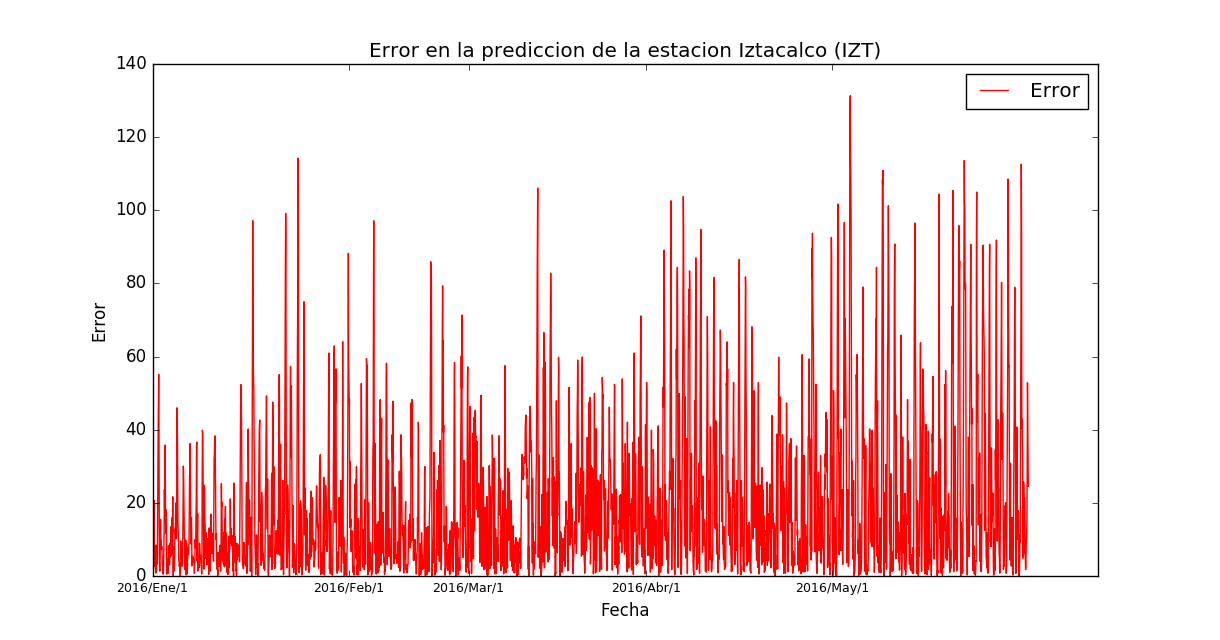 Error en la prediccion de la estacion Iztacalco (IZT)
140
Error
120
100
80
60
40
20
0
Error
2016/Ene/1 2016/Feb/1 2016/Mar/1 2016/Abr/1 2016/May/1
Fecha